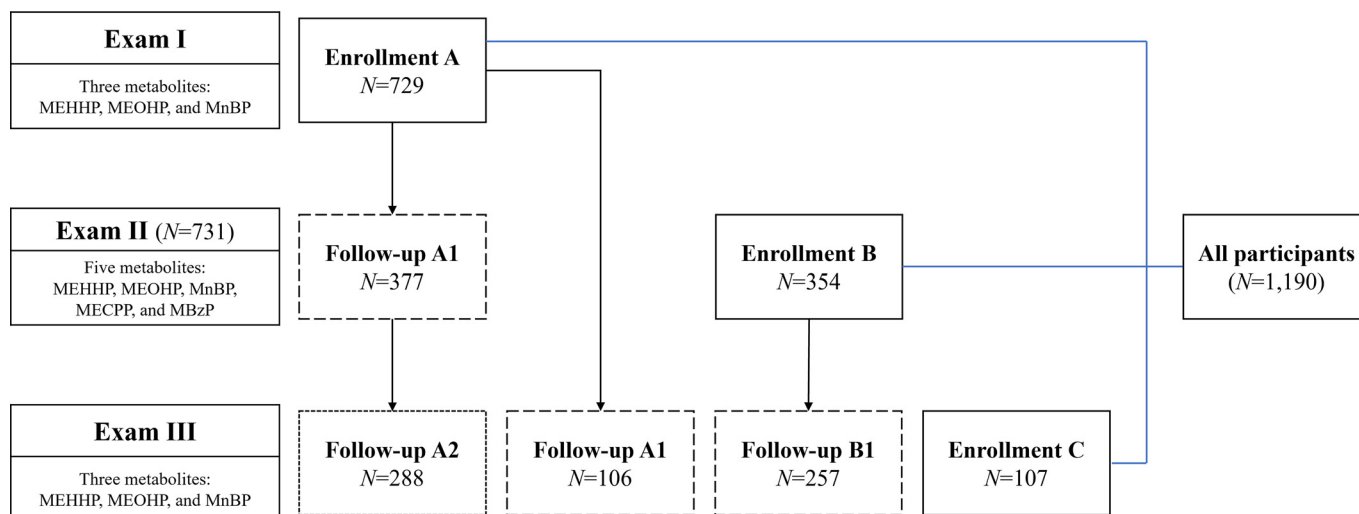 Exam I
Three metabolites:
MEHHP, MEOHP, and MnBP
Enrollment A
N=729
Exam II (N=731)
Five metabolites:
MEHHP, MEOHP, MnBP,
MECPP, and MBzP
Follow-up A1
N=377
Enrollment B
N=354
All participants
(N=1,190)
Exam III
Three metabolites:
MEHHP, MEOHP, and MnBP
Follow-up A2
N=288
Follow-up A1
N=106
Follow-up B1
N=257
Enrollment C
N=107